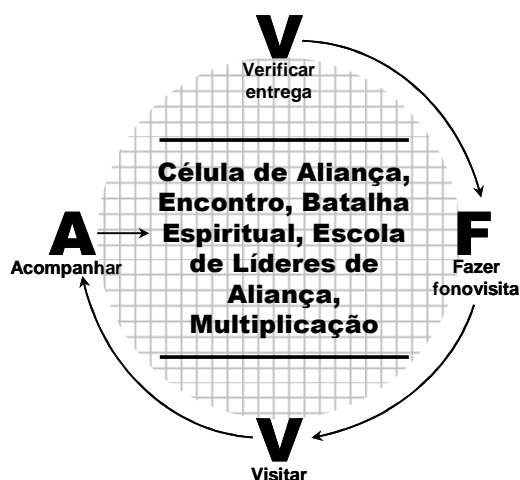 V
Verificar
entrega
Célula de Aliança,
Encontro, Batalha
Espiritual, Escola
de Líderes de
Aliança,
Multiplicação
F
Fazer
fonovisita
V
Visitar
A
Acompanhar